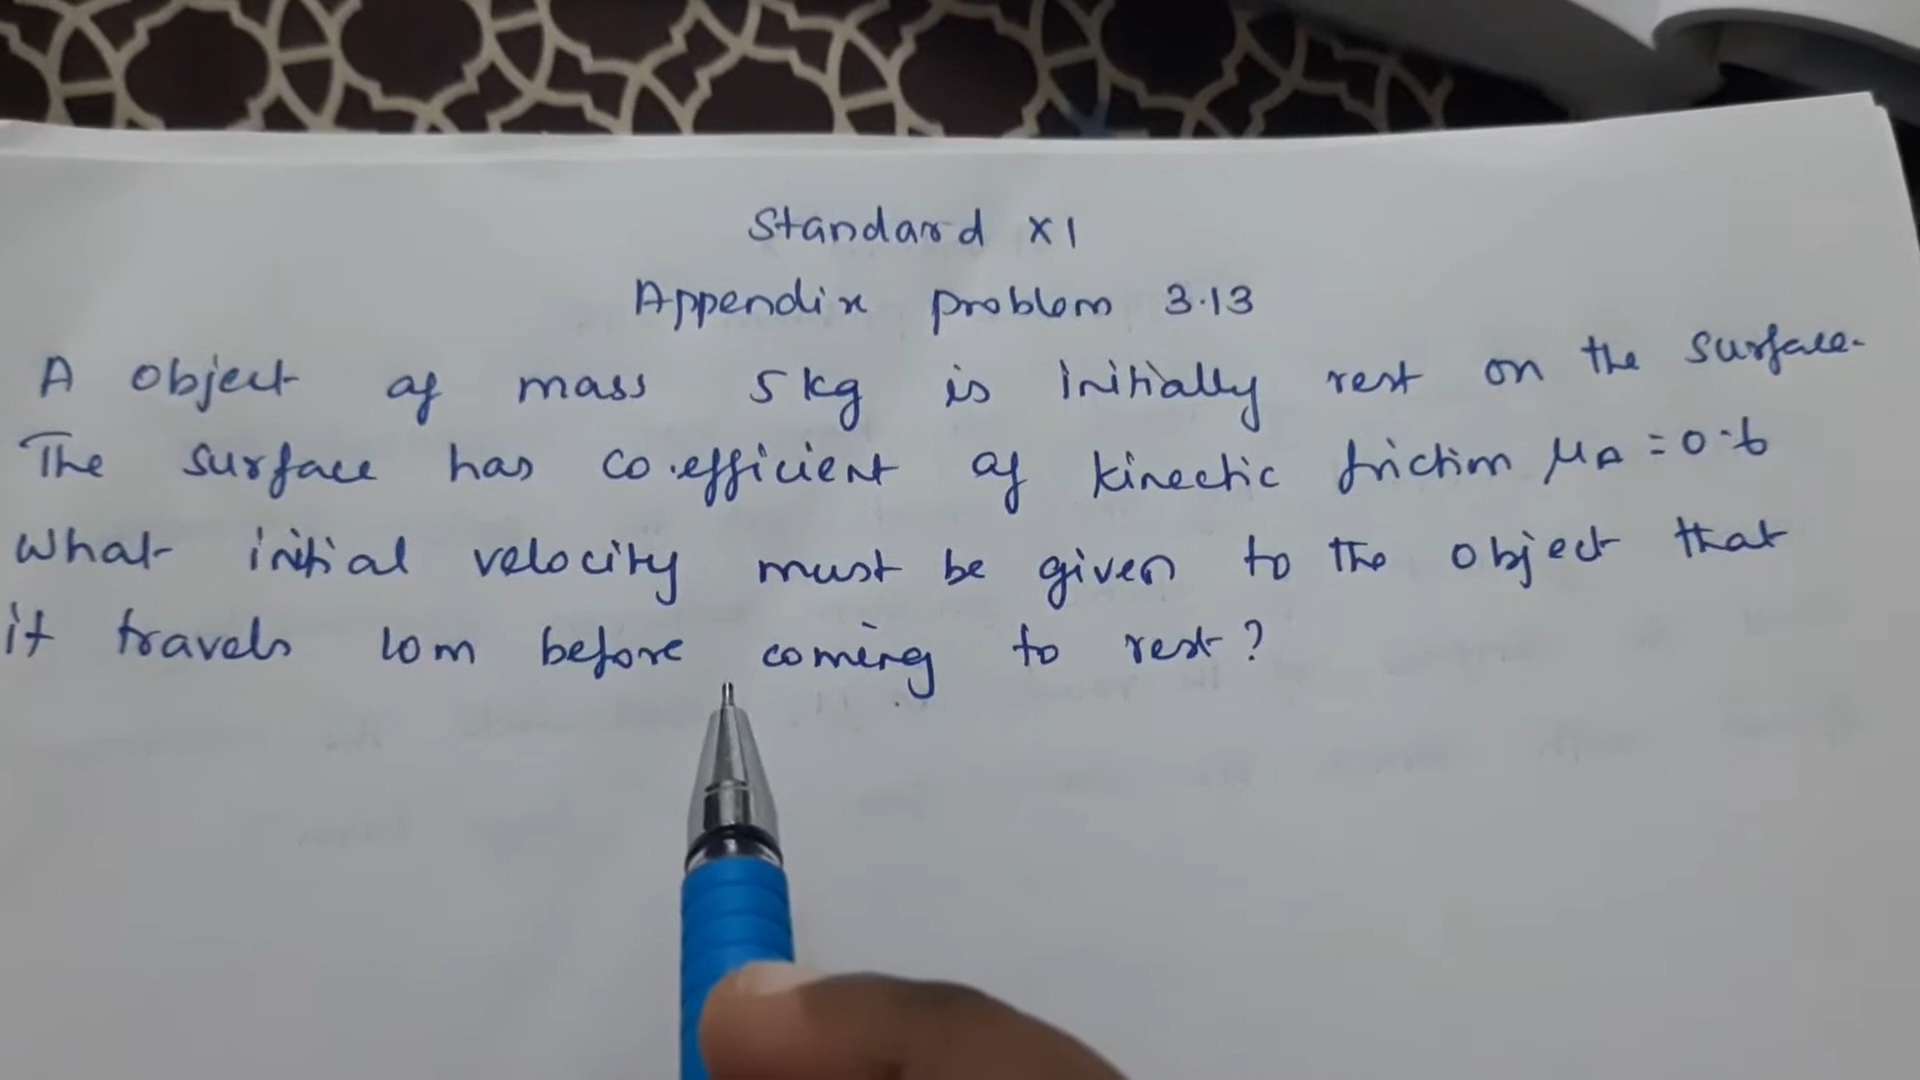 Standard XI
Appendix problem 3.13
A object of mass 5kg is initially rest on the surface.
The surface has co.efficient of kinectic friction μk = 0.6
What initial velocity must be given to the object that
it travels 10m before coming to rest?